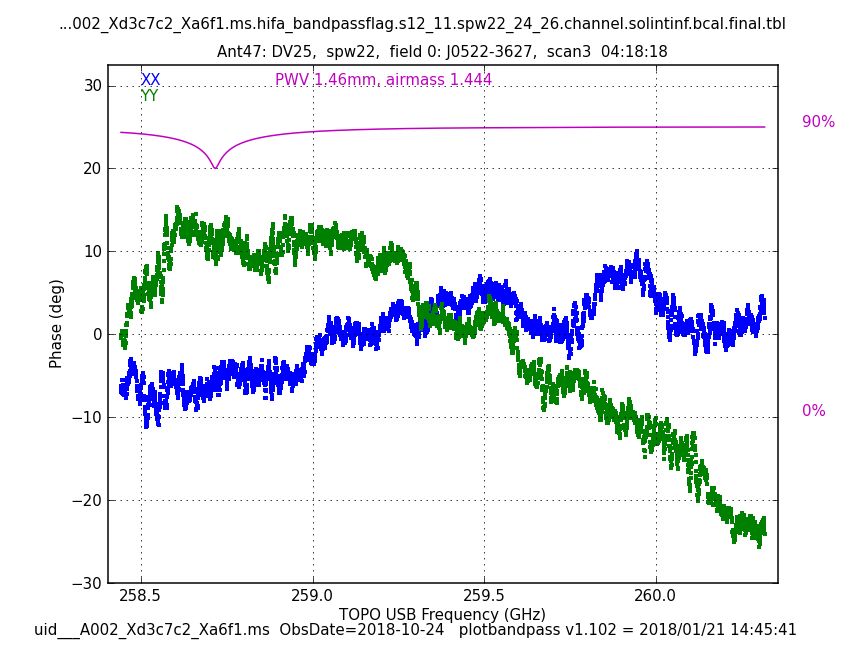 ...002_Xd3c7c2_Xa6f1.ms.hifa_bandpassflag.s12_11.spw22_24_26.channel.solintinf.bcal.final.tbl
Ant47: DV25,  spw22,  field 0: J0522-3627,  scan3  04:18:18
XX
PWV 1.46mm, airmass 1.444
YY
30
20
10
0
−10
−20
−30
90%
0%
Phase (deg)
258.5 259.0 259.5 260.0
TOPO USB Frequency (GHz)
uid___A002_Xd3c7c2_Xa6f1.ms  ObsDate=2018-10-24   plotbandpass v1.102 = 2018/01/21 14:45:41